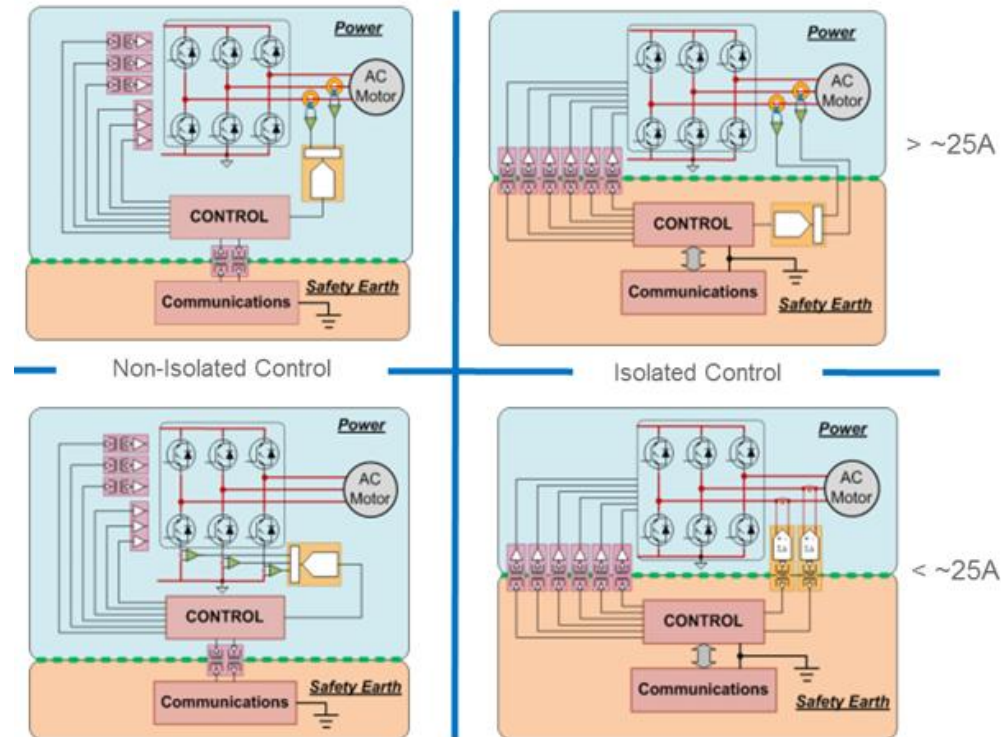 Power
AC
Motor
CONTROL
Safety Earth
Communications
Power
AC
Motor
> ~25A
CONTROL
Communications
Safety Earth
Non-Isolated Control
Isolated Control
Power
AC
Motor
CONTROL
Safety Earth
Communications
Power
AC
Motor
< ~25A
CONTROL
Communications
Safety Earth